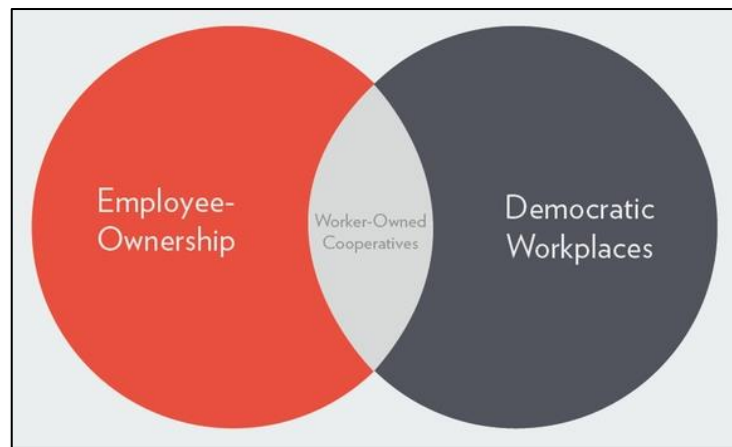 Employee-
Ownership
Worker-Owned
Cooperatives
Democratic
Workplaces